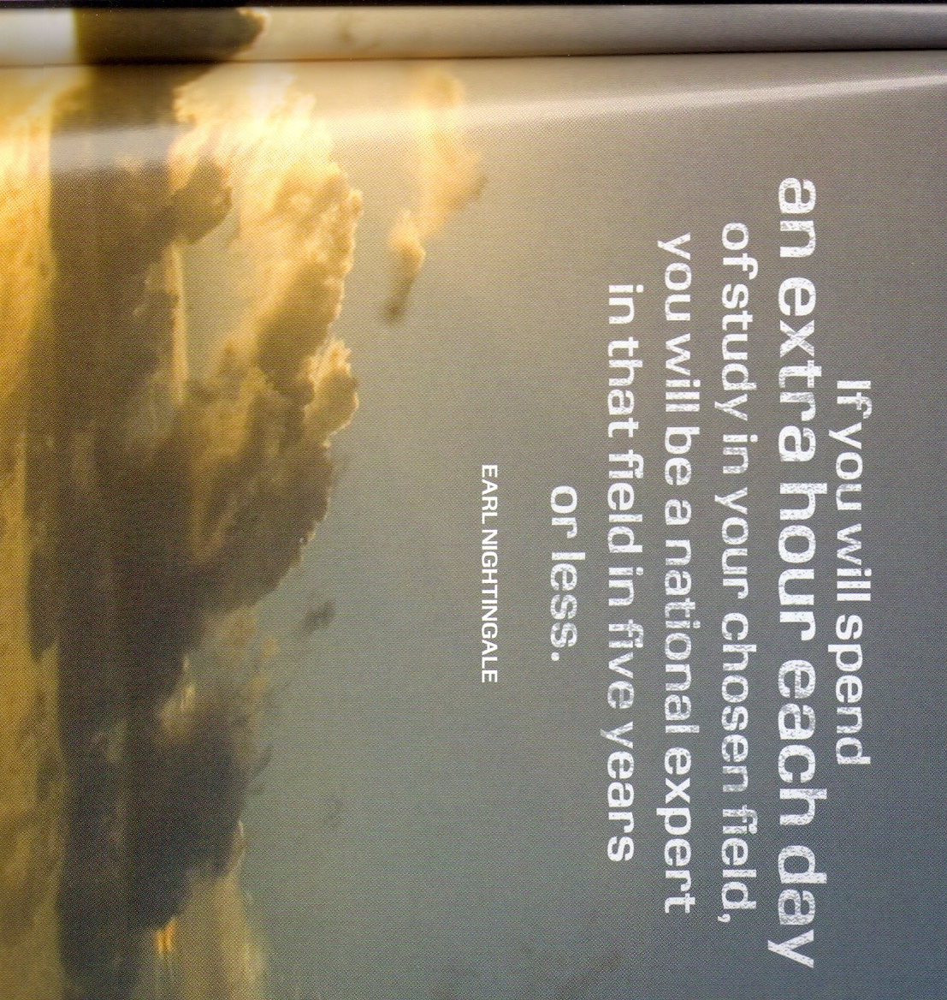 If you will spend
an extra hour each day
of study in your chosen field,
you will be a national expert
in that field in five years
or less.
EARL NIGHTINGALE